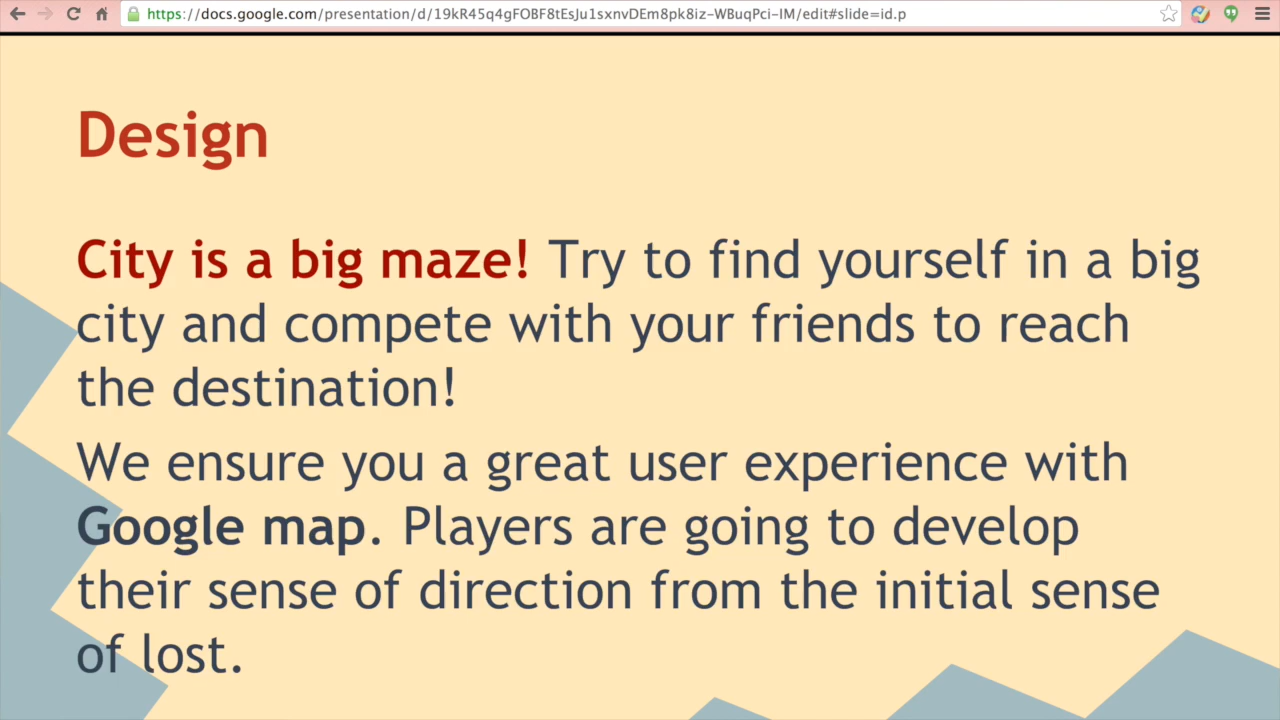 https://docs.google.com/presentation/d/19kR45q4gFOBF8tEsJu1sxnvDEm8pk8iz-WBuqPci-IM/edit#slide=id.p
Design
City is a big maze! Try to find yourself in a big
city and compete with your friends to reach
the destination!
We ensure you a great user experience with
Google map. Players are going to develop
their sense of direction from the initial sense
of lost.